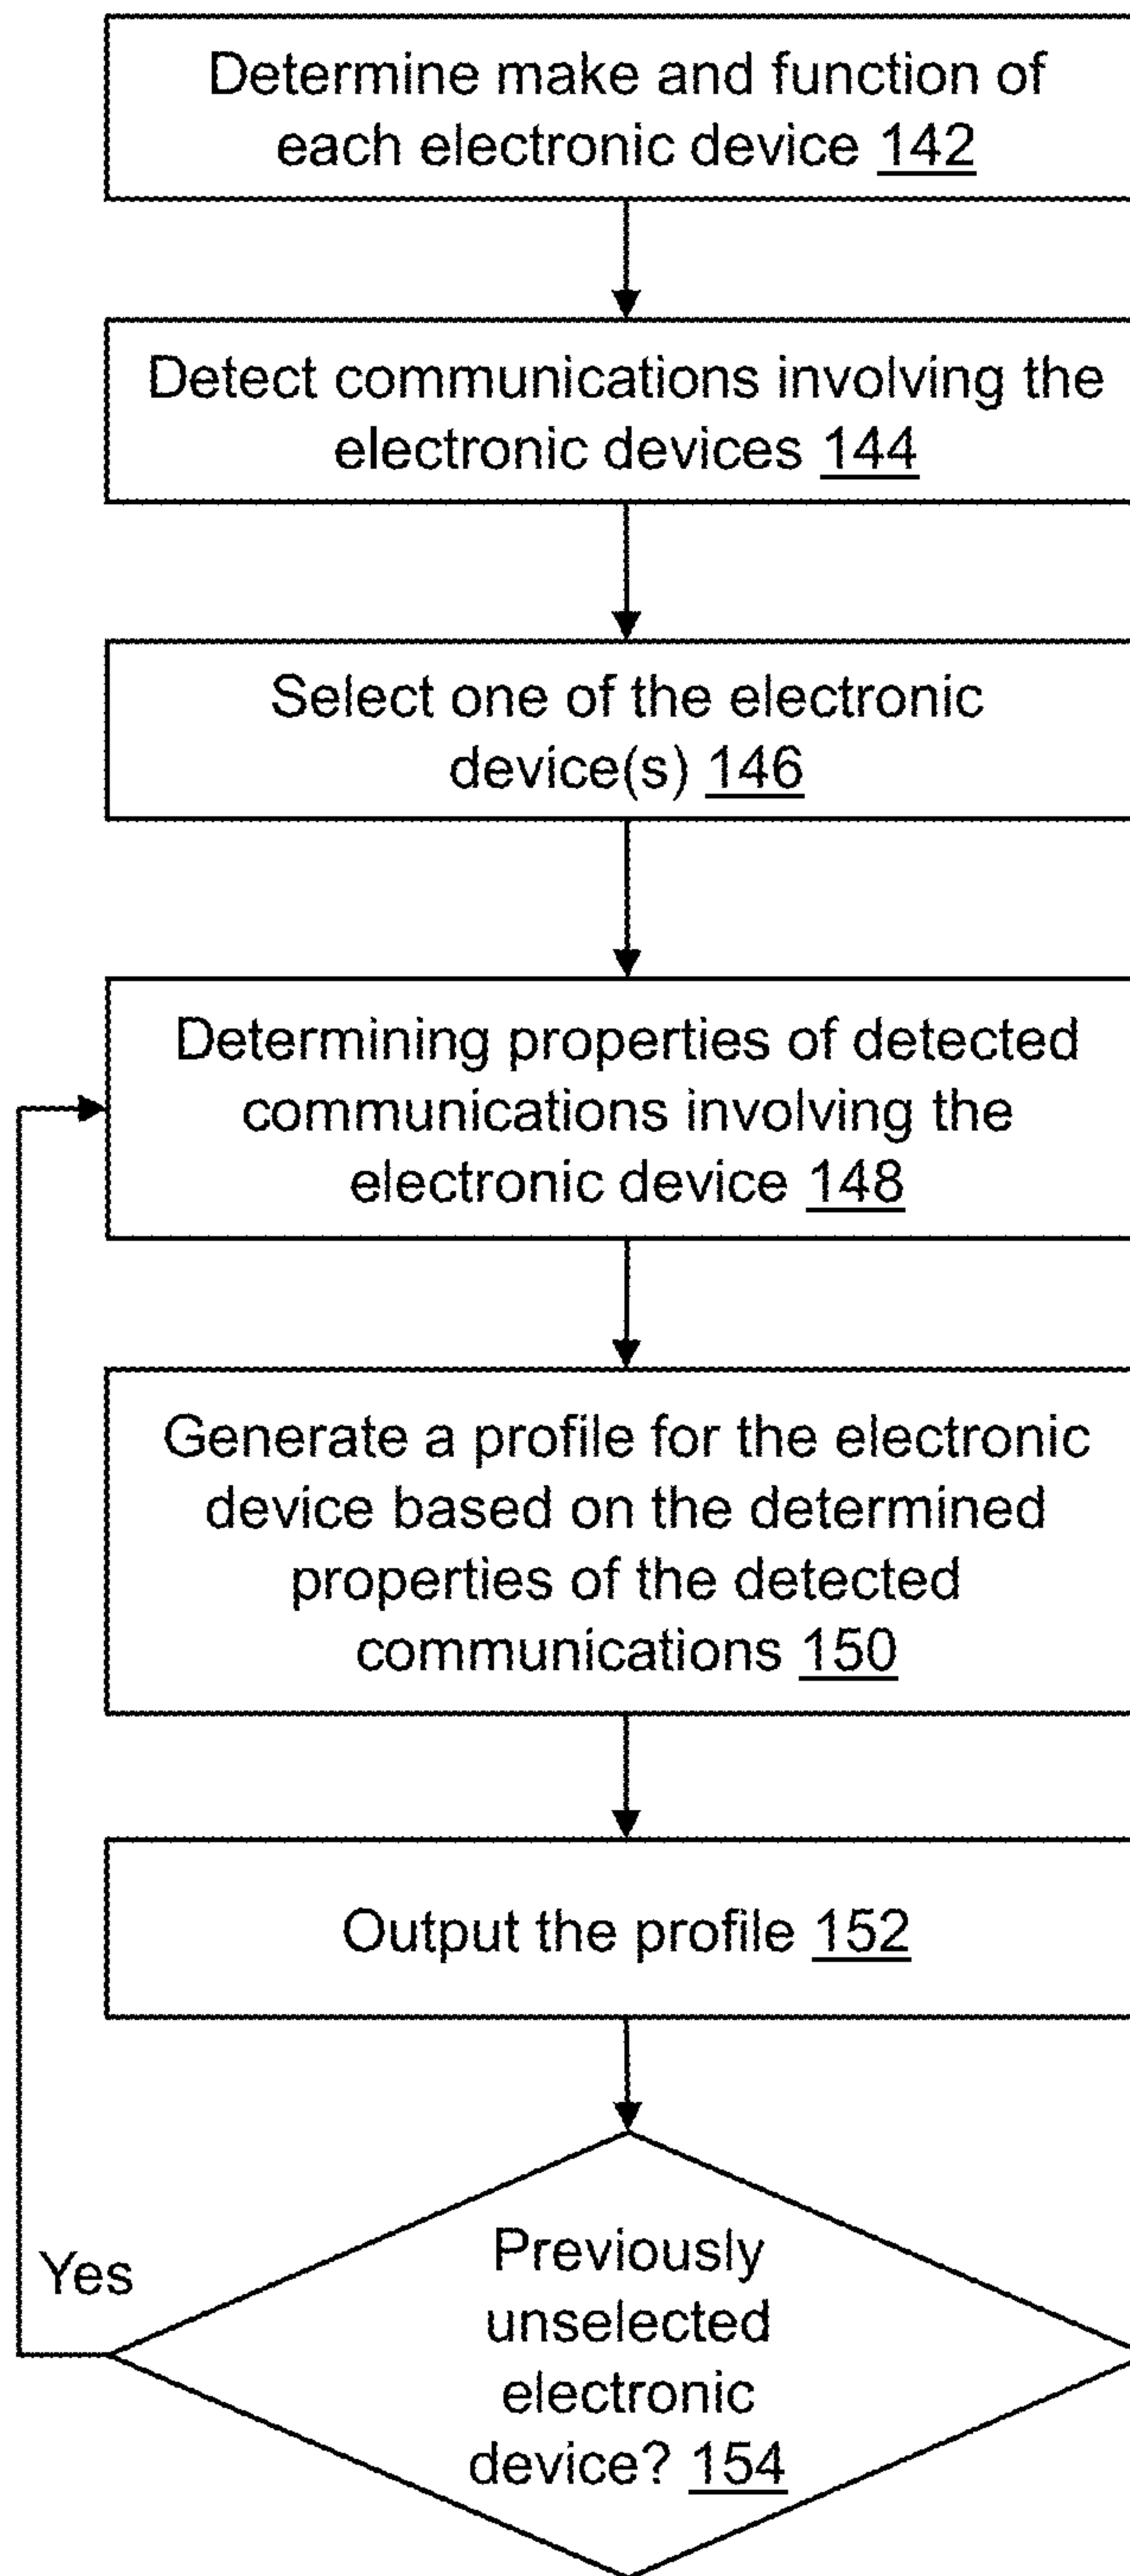 Determine make and function of
each electronic device 142
Detect communications involving the
electronic devices 144
Select one of the electronic
device(s) 146
Determining properties of detected
communications involving the
electronic device 148
Generate a profile for the electronic
device based on the determined
properties of the detected
communications 150
Output the profile 152
Yes
Previously
unselected
electronic
device? 154